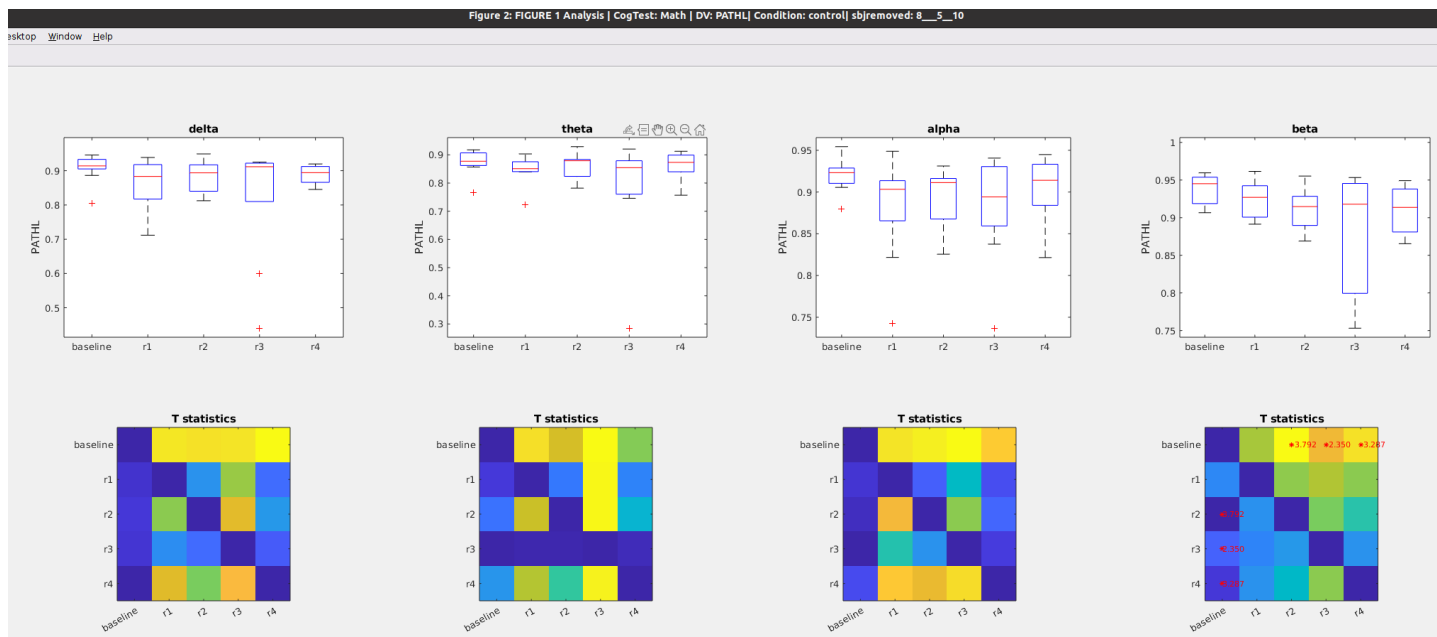 Figure 2: FIGURE 1 Analysis | CogTest: Math | DV: PATHL| Condition: control| sbjremoved: 8___5__10
esktop Window Help
delta
PATHL
0.9
0.8
0.7
0.6
0.5
baseline r1 r2 r3 r4
theta
PATHL
0.9
0.8
0.7
0.6
0.5
0.4
0.3
baseline r1 r2 r3 r4
alpha
PATHL
0.95
0.9
0.85
0.8
0.75
baseline r1 r2 r3 r4
beta
PATHL
1
0.95
0.9
0.85
0.8
0.75
baseline r1 r2 r3 r4
T statistics
baseline
r1
r2
r3
r4
baseline r1 r2 r3 r4
T statistics
baseline
r1
r2
r3
r4
baseline r1 r2 r3 r4
T statistics
baseline
r1
r2
r3
r4
baseline r1 r2 r3 r4
T statistics
baseline *3.792 *2.350 *3.287
r1
r2
r3
r4
baseline r1 r2 r3 r4